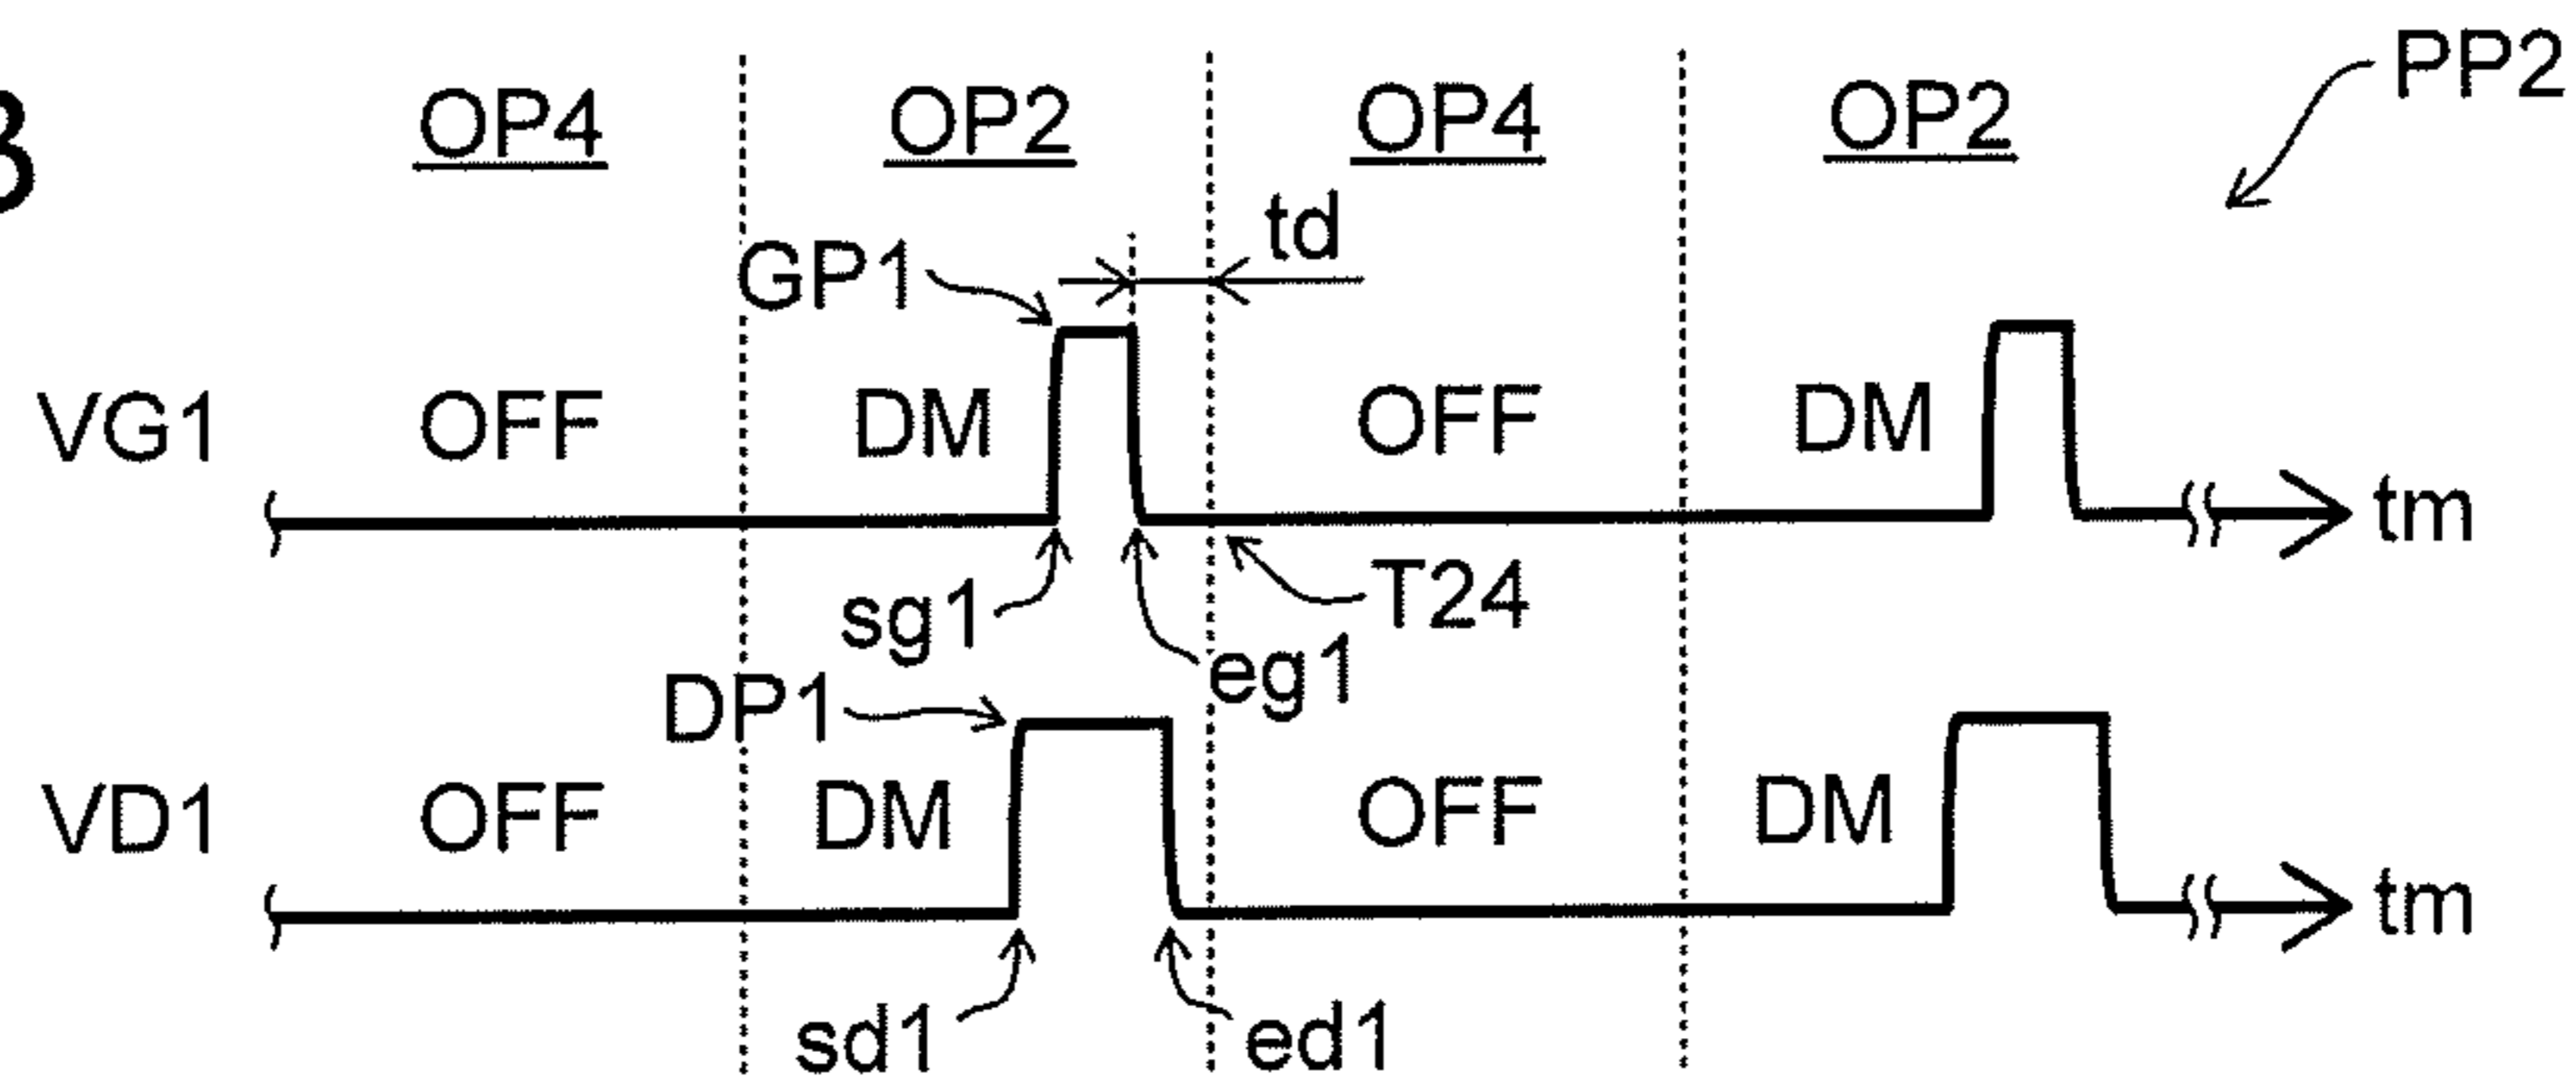 B
OP4 OP2 OP4 OP2 PP2
td
GP1
VG1 OFF DM OFF DM
tm
sg1 eg1 T24
DP1
VD1 OFF DM OFF DM
tm
sd1 ed1